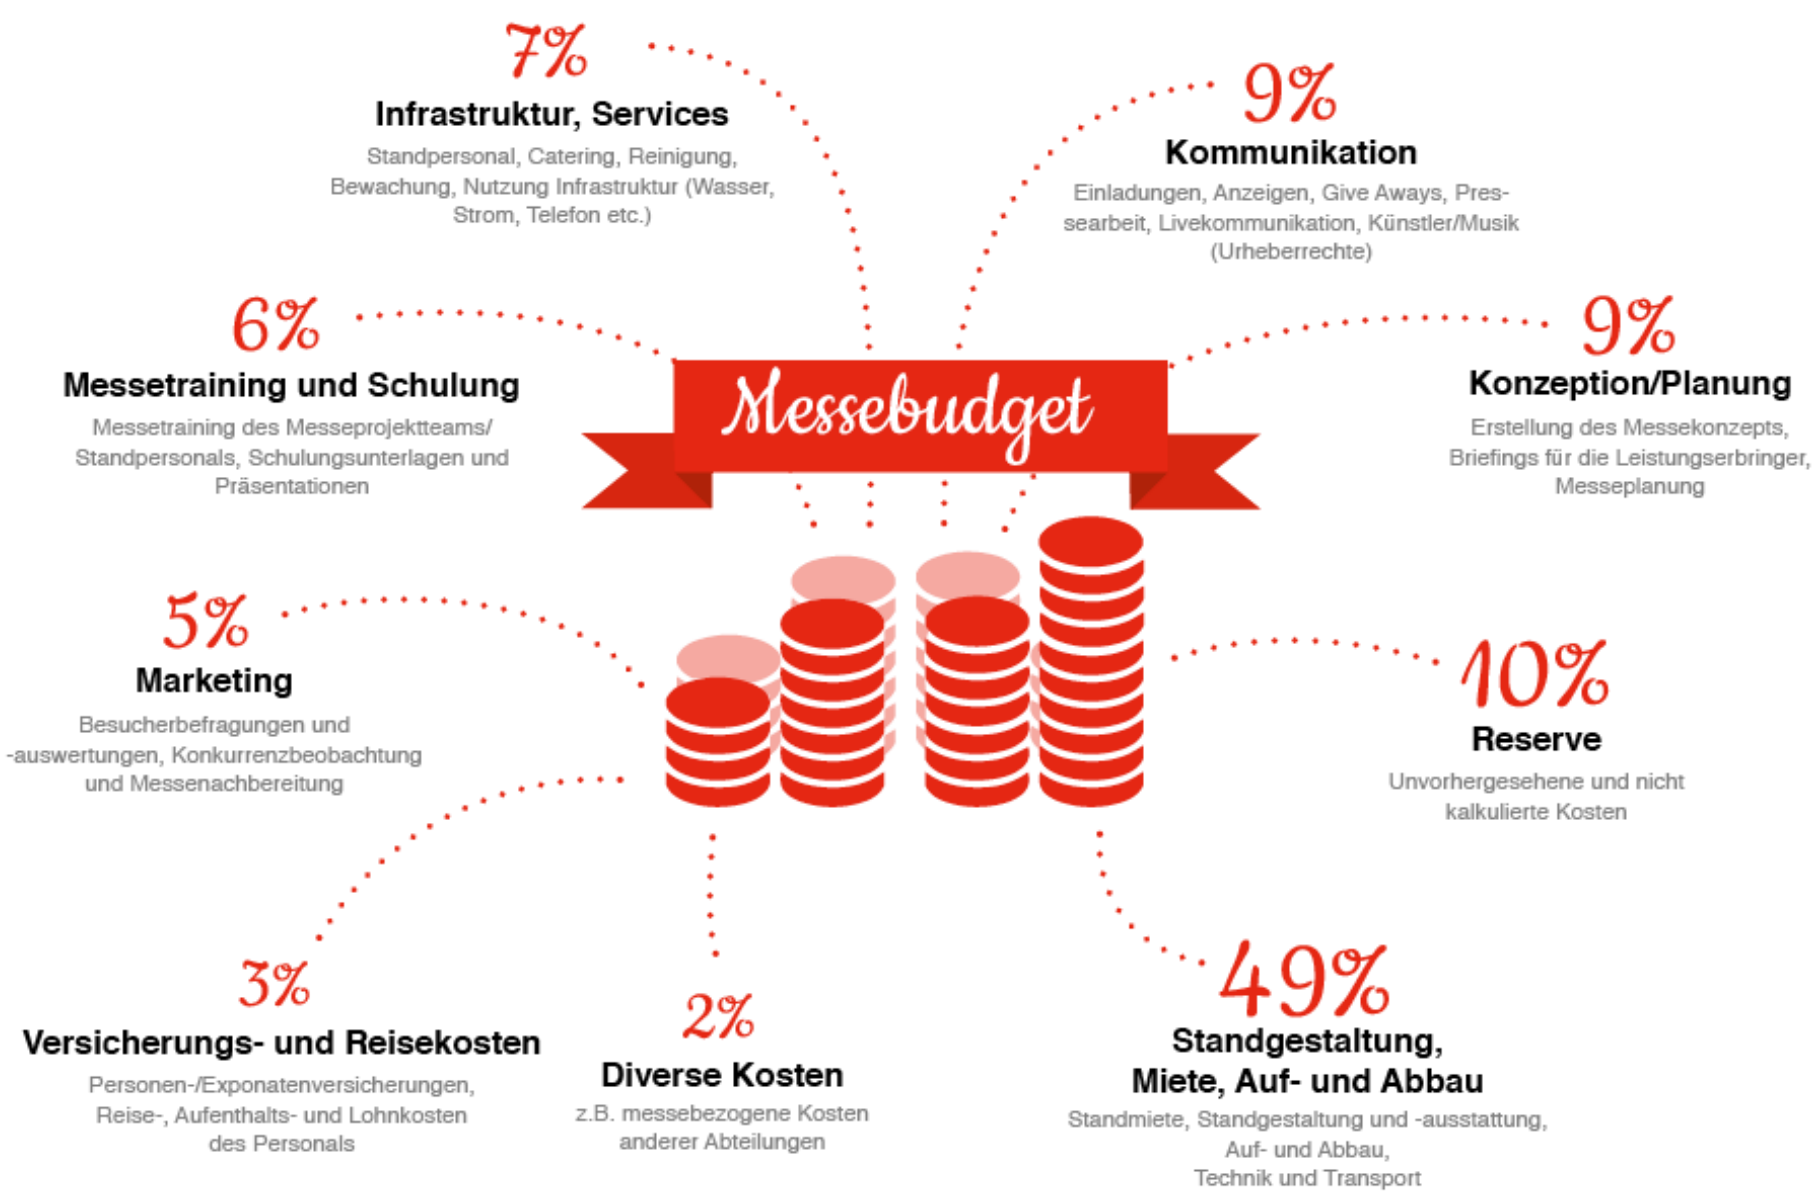 7%
Infrastruktur, Services
Standpersonal, Catering, Reinigung,
Bewachung, Nutzung Infrastruktur (Wasser,
Strom, Telefon etc.)
9%
Kommunikation
Einladungen, Anzeigen, Give Aways, Pres-
searbeit, Livekommunikation, Künstler/Musik
(Urheberrechte)
6%
Messetraining und Schulung
Messetraining des Messeprojektteams/
Standpersonals, Schulungsunterlagen und
Präsentationen
Messebudget
9%
Konzeption/Planung
Erstellung des Messekonzepts,
Briefings für die Leistungserbringer,
Messeplanung
5%
Marketing
Besucherbefragungen und
-auswertungen, Konkurrenzbeobachtung
und Messenachbereitung
10%
Reserve
Unvorhergesehene und nicht
kalkulierte Kosten
3%
Versicherungs- und Reisekosten
Personen-/Exponatenversicherungen,
Reise-, Aufenthalts- und Lohnkosten
des Personals
2%
Diverse Kosten
z.B. messebezogene Kosten
anderer Abteilungen
49%
Standgestaltung,
Miete, Auf- und Abbau
Standmiete, Standgestaltung und -ausstattung,
Auf- und Abbau,
Technik und Transport